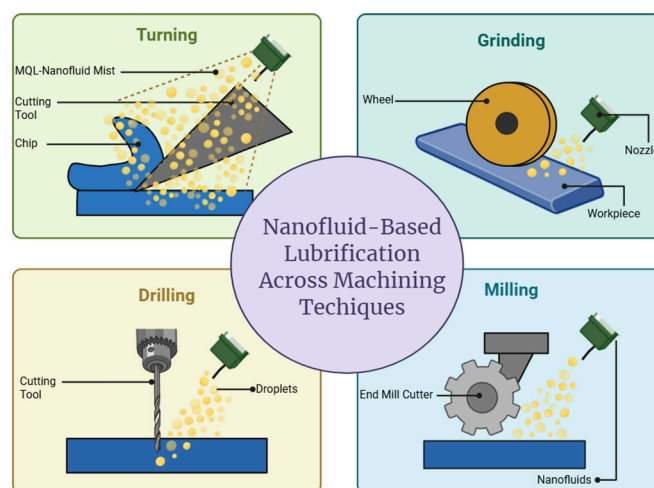 Turning
MQL-Nanofluid Mist
Cutting
Tool
Chip
Grinding
Wheel
Nozzle
Workpiece
Nanofluid-Based
Lubrification
Across Machining
Techiques
Drilling
Cutting
Tool
Droplets
Milling
End Mill Cutter
Nanofluids